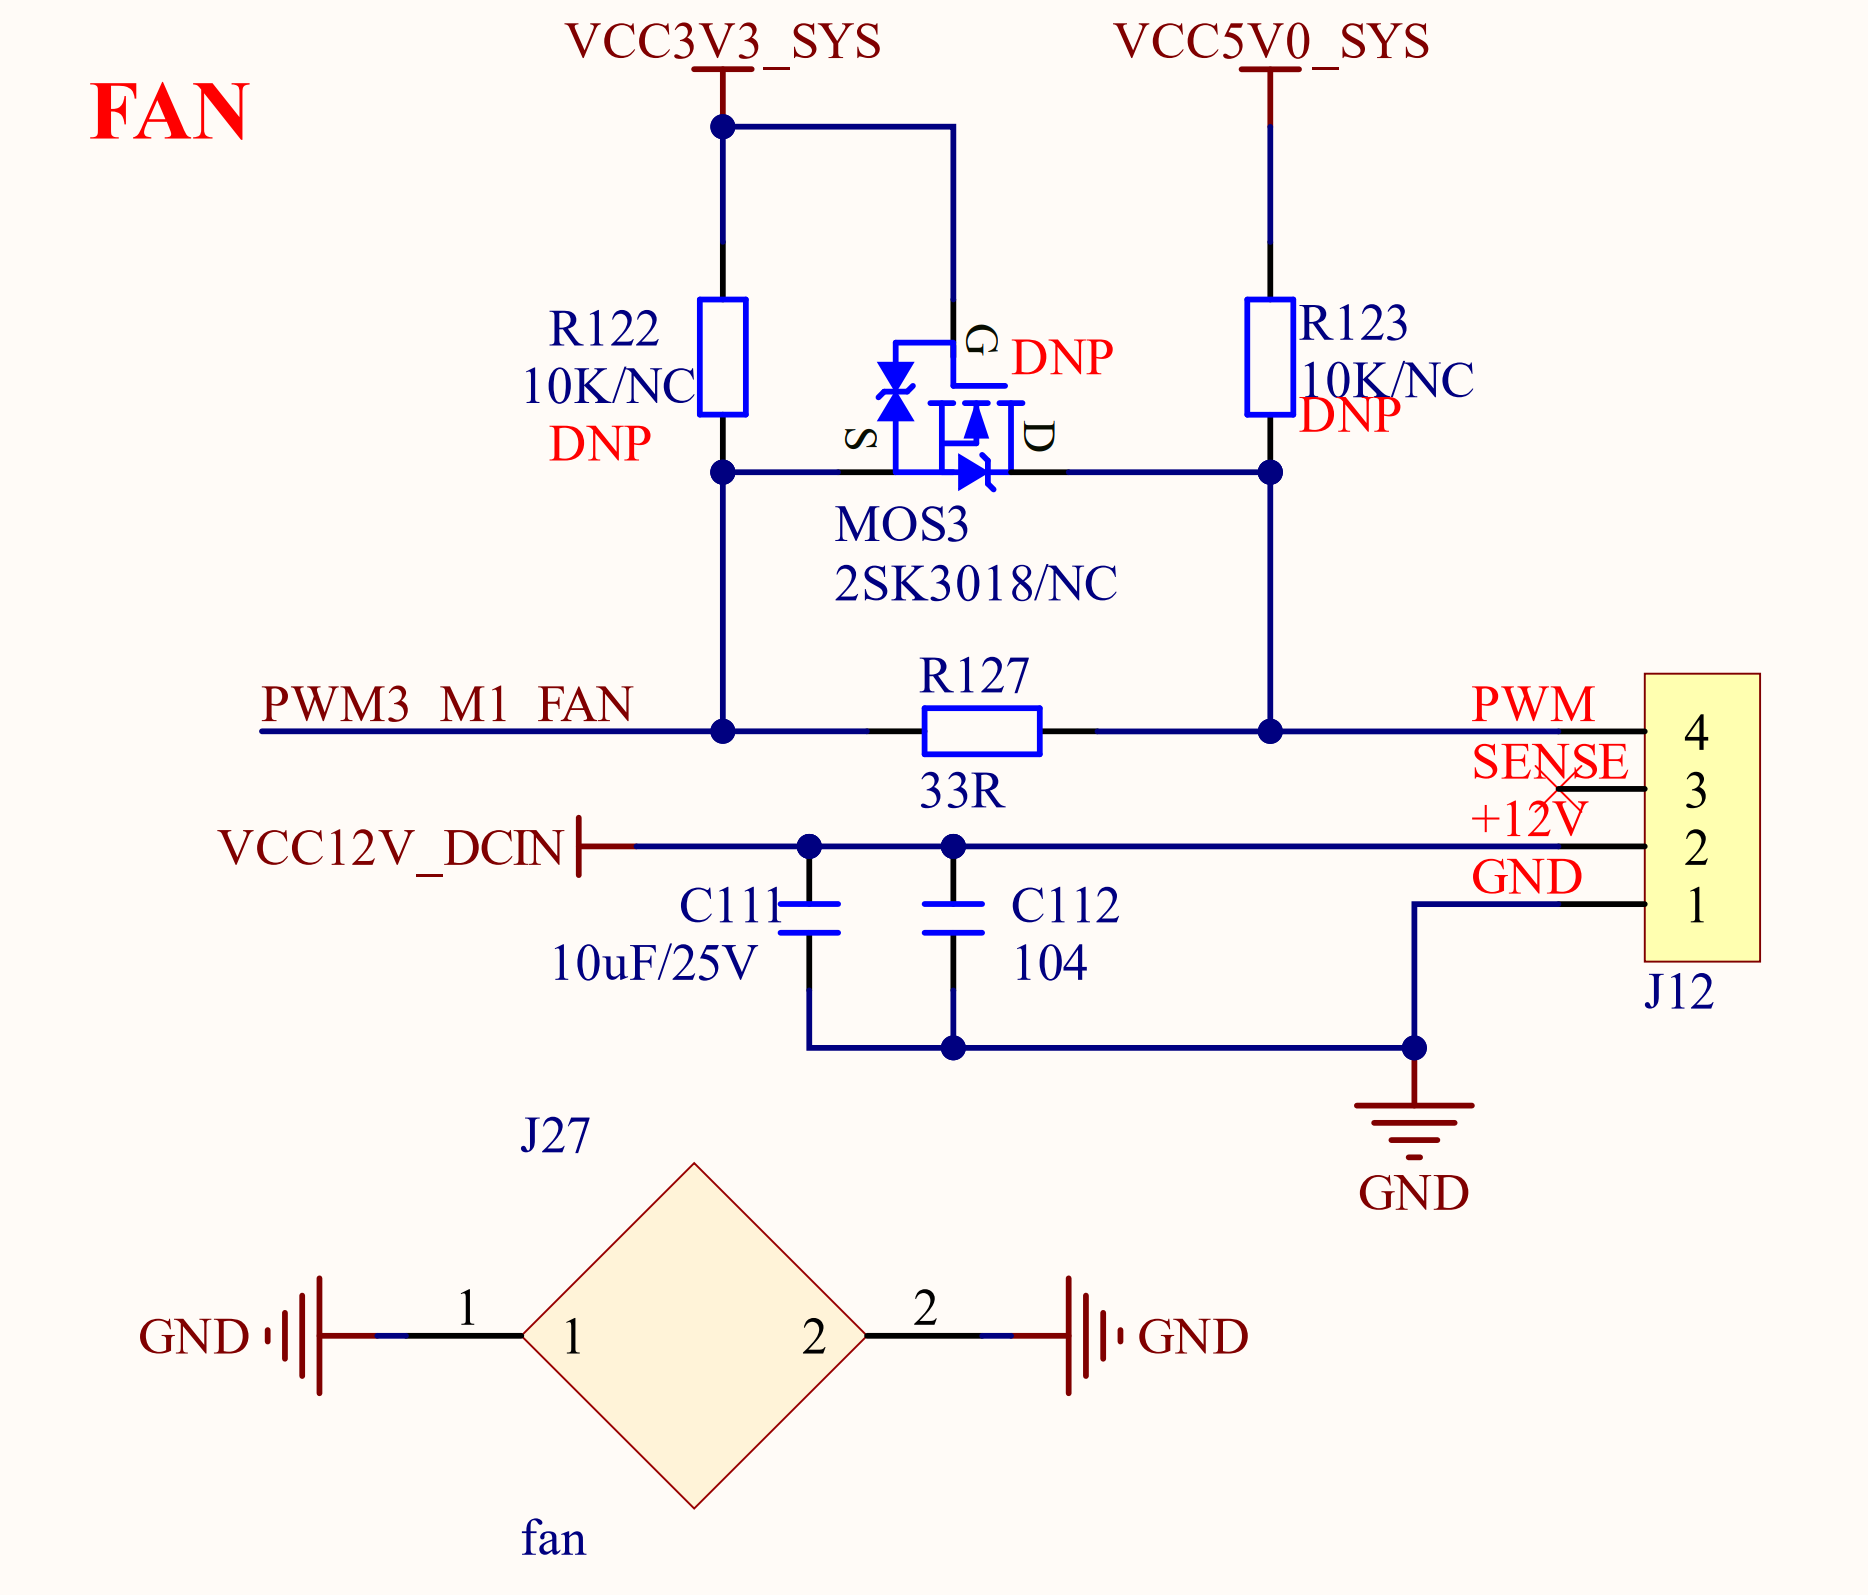 FAN
VCC3V3_SYS
VCC5V0_SYS
R122
10K/NC
DNP
G
DNP
S
D
MOS3
2SK3018/NC
R123
10K/NC
DNP
PWM3_M1_FAN
R127
33R
PWM
4
SENSE
3
+12V
2
GND
1
J12
VCC12V_DCIN
C111
10uF/25V
C112
104
GND
J27
GND
1
1
2
2
GND
fan